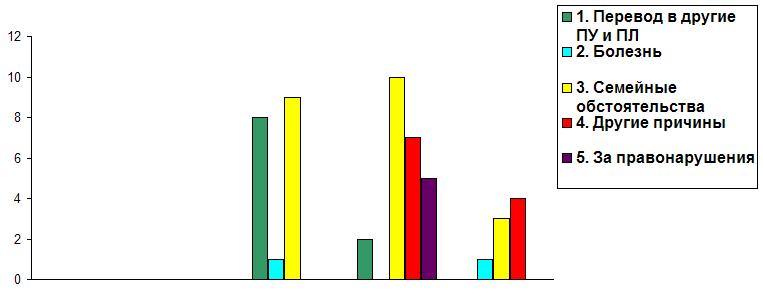 12
10
8
6
4
2
0
1. Перевод в другие
ПУ и ПЛ
2. Болезнь
3. Семейные
обстоятельства
4. Другие причины
5. За правонарушения